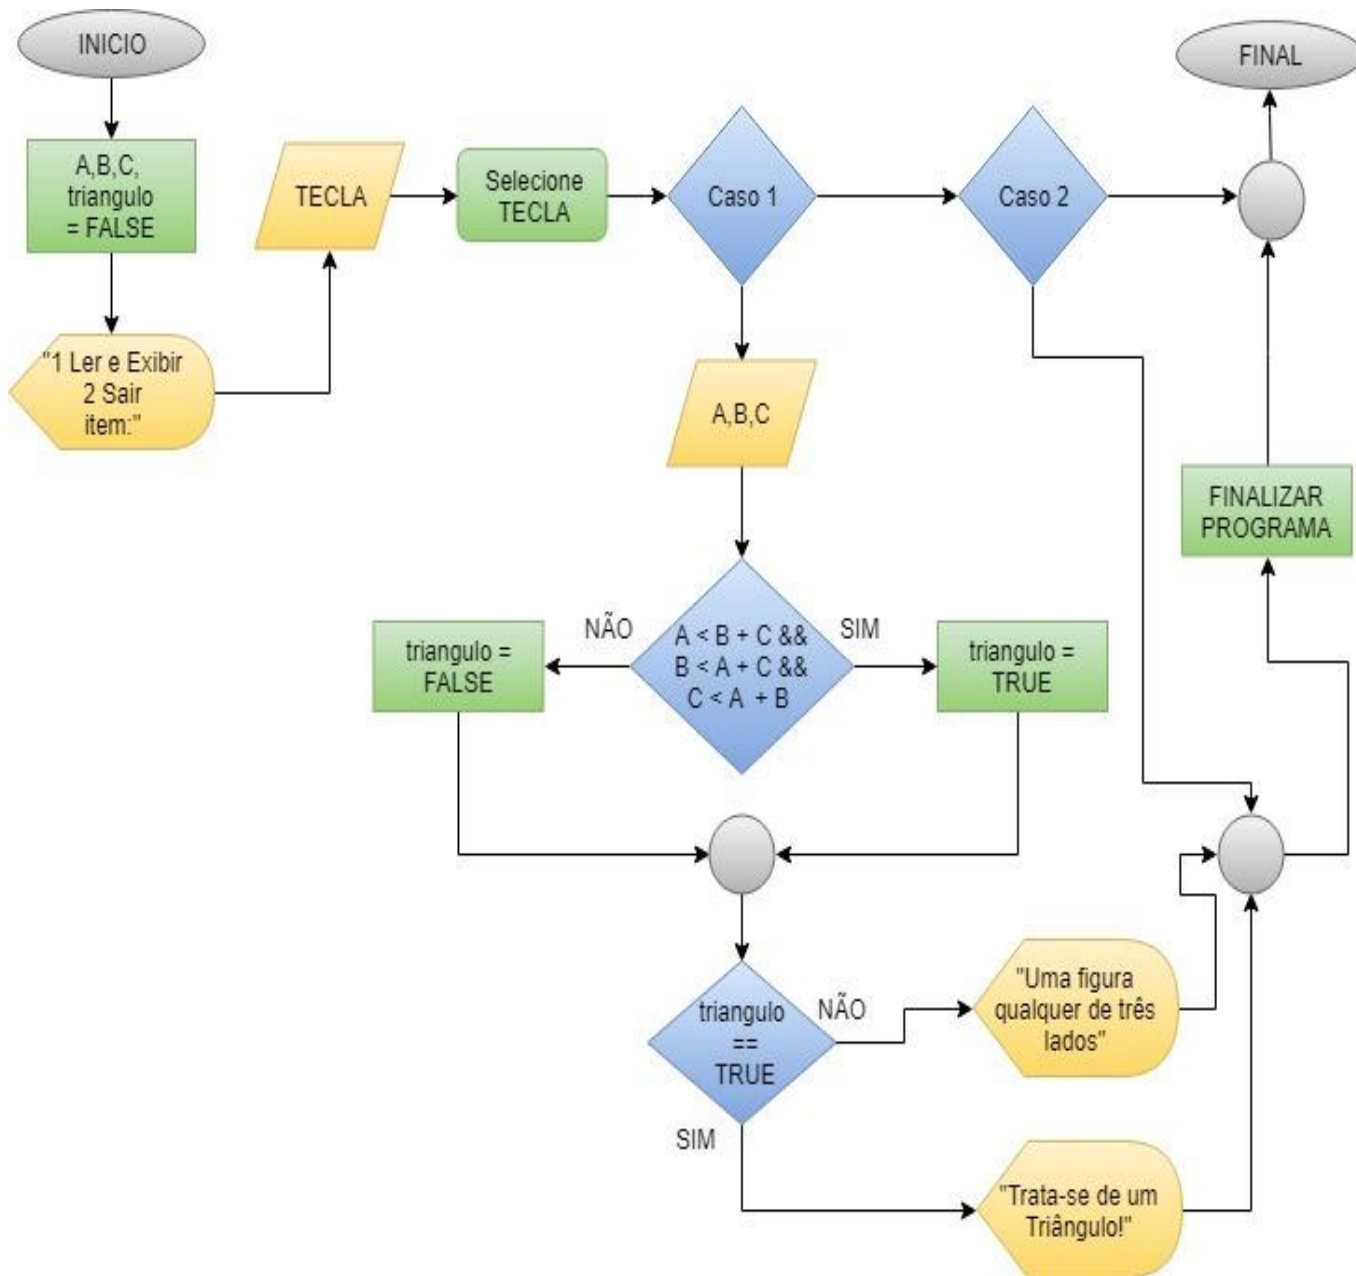 INICIO
A,B,C,
triangulo
= FALSE
"1 Ler e Exibir
2 Sair
item:"
TECLA
Selecione
TECLA
Caso 1
Caso 2
FINAL
A,B,C
A < B + C &&
B < A + C &&
C < A + B
NÃO
triangulo =
FALSE
SIM
triangulo =
TRUE
triangulo
==
TRUE
NÃO
"Uma figura
qualquer de três
lados"
SIM
"Trata-se de um
Triângulo!"
FINALIZAR
PROGRAMA